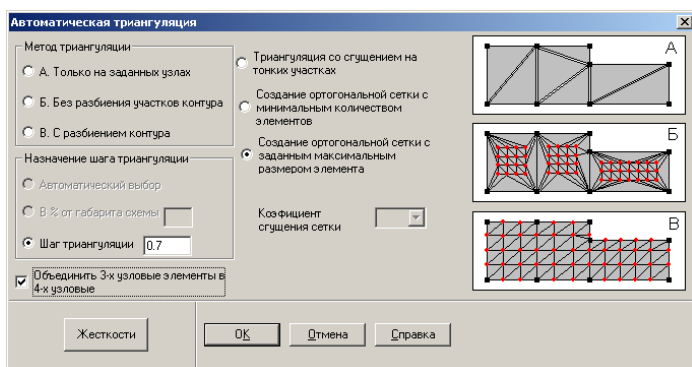 Автоматическая триангуляция
Метод триангуляции
А. Только на заданных узлах
Б. Без разбиения участков контура
В. С разбиением контура
Назначение шага триангуляции
Автоматический выбор
В % от габарита схемы
Шаг триангуляции 0.7
Объединить 3-х узловые элементы в
4-х узловые
Триангуляция со сгущением на
тонких участках
Создание ортогональной сетки с
минимальным количеством
элементов
Создание ортогональной сетки с
заданным максимальным
размером элемента
Коэфициент
сгущения сетки
А
Б
В
Жесткости
OK
Отмена
Справка